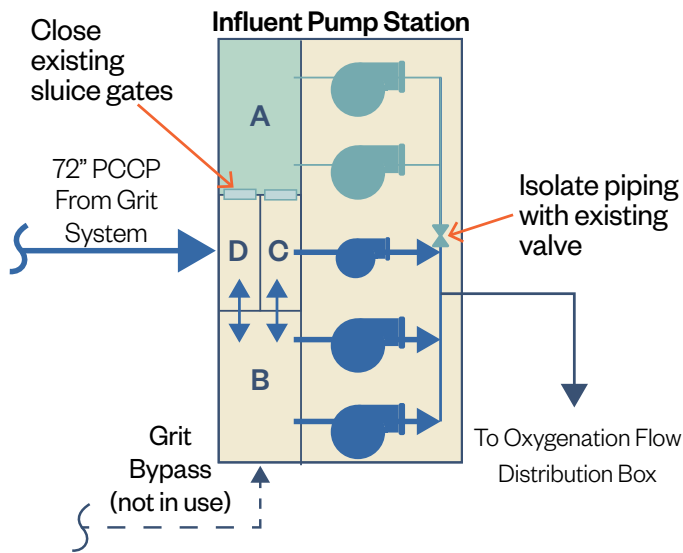 Influent Pump Station
Close
existing
sluice gates
A
72” PCCP
From Grit
System
Isolate piping
with existing
valve
D
C
B
Grit
Bypass
(not in use)
To Oxygenation Flow
Distribution Box